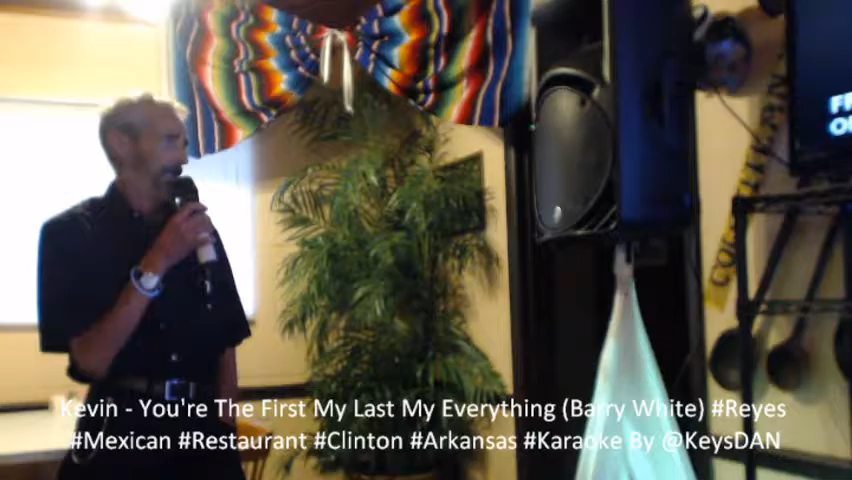 Kevin - You're The First My Last My Everything (Barry White) #Reyes
#Mexican #Restaurant #Clinton #Arkansas #Karaoke By @KeysDAN